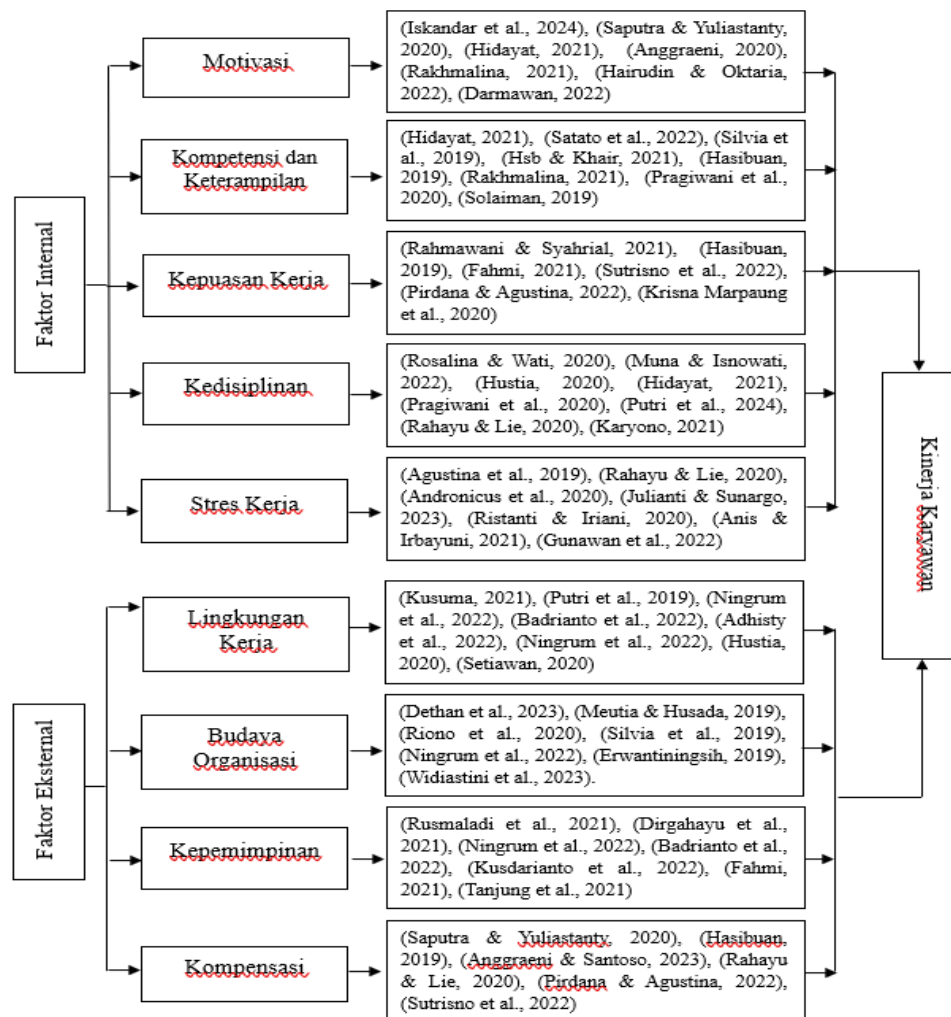 Faktor Internal
Motivasi
(Iskandar et al., 2024), (Saputra & Yuliastanty,
2020), (Hidayat, 2021), (Anggraeni, 2020),
(Rakhmalina, 2021), (Hairudin & Oktaria,
2022), (Darmawan, 2022)
Kompetensi dan
Keterampilan
(Hidayat, 2021), (Satato et al., 2022), (Silvia et
al., 2019), (Hsb & Khair, 2021), (Hasibuan,
2019), (Rakhmalina, 2021), (Pragiwani et al.,
2020), (Solaiman, 2019)
Kepuasan Kerja
(Rahmawani & Syahrial, 2021), (Hasibuan,
2019), (Fahmi, 2021), (Sutrisno et al., 2022),
(Pirdana & Agustina, 2022), (Krisna Marpaung
et al., 2020)
Kedisiplinan
(Rosalina & Wati, 2020), (Muna & Isnowati,
2022), (Hustia, 2020), (Hidayat, 2021),
(Pragiwani et al., 2020), (Putri et al., 2024),
(Rahayu & Lie, 2020), (Karyono, 2021)
Stres Kerja
(Agustina et al., 2019), (Rahayu & Lie, 2020),
(Andronicus et al., 2020), (Julianti & Sunargo,
2023), (Ristanti & Iriani, 2020), (Anis &
Irbayuni, 2021), (Gunawan et al., 2022)
Faktor Eksternal
Lingkungan
Kerja
(Kusuma, 2021), (Putri et al., 2019), (Ningrum
et al., 2022), (Badrianto et al., 2022), (Adhisty
et al., 2022), (Ningrum et al., 2022), (Hustia,
2020), (Setiawan, 2020)
Budaya
Organisasi
(Dethan et al., 2023), (Meutia & Husada, 2019),
(Riono et al., 2020), (Silvia et al., 2019),
(Ningrum et al., 2022), (Erwantiningsih, 2019),
(Widiastini et al., 2023).
Kepemimpinan
(Rusmaladi et al., 2021), (Dirgahayu et al.,
2021), (Ningrum et al., 2022), (Badrianto et al.,
2022), (Kusdarianto et al., 2022), (Fahmi,
2021), (Tanjung et al., 2021)
Kompensasi
(Saputra & Yuliastanty, 2020), (Hasibuan,
2019), (Anggraeni & Santoso, 2023), (Rahayu
& Lie, 2020), (Pirdana & Agustina, 2022),
(Sutrisno et al., 2022)
Kinerja Karyawan